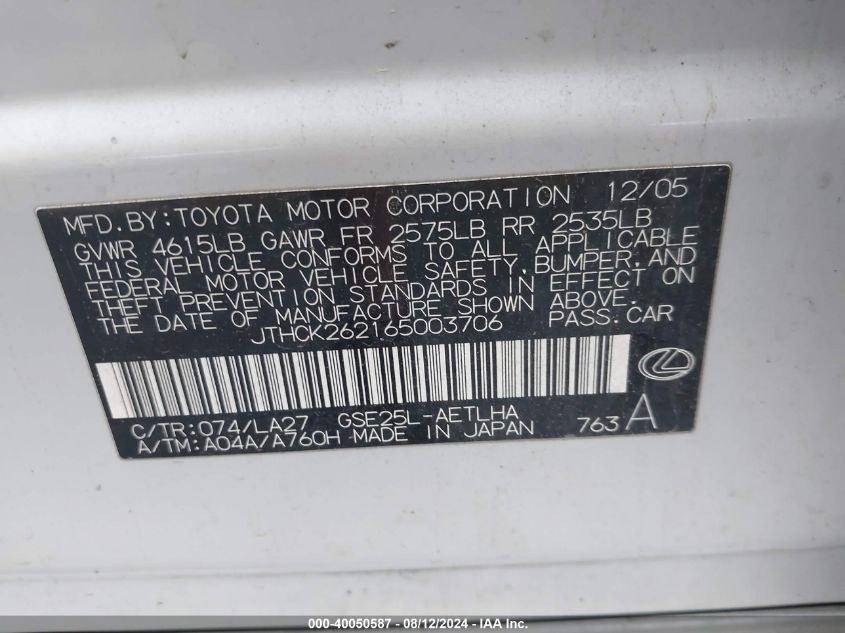 MFD. BY: TOYOTA MOTOR CORPORATION 12/05
GVWR 4615LB GAWR FR 2575LB RR 2535LB
THIS VEHICLE CONFORMS TO ALL APPLICABLE
FEDERAL MOTOR VEHICLE SAFETY, BUMPER, AND
THEFT PREVENTION STANDARDS IN EFFECT ON
THE DATE OF MANUFACTURE SHOWN ABOVE.
JTHCK262165003706 PASS. CAR
C/TR: 074/LA27 GSE25L-AETLHA
A/TM: A04A/A760H MADE IN JAPAN 763 A
000-40050587 - 08/12/2024 - IAA Inc.